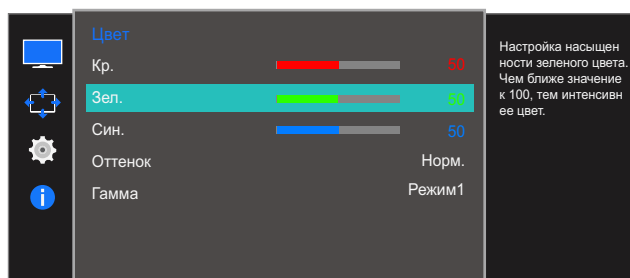 Цвет
Кр. 50
Зел. 50
Син. 50
Оттенок Норм.
Гамма Режим1
Настройка насыщен
ности зеленого цвета.
Чем ближе значение
к 100, тем интенсивн
ее цвет.